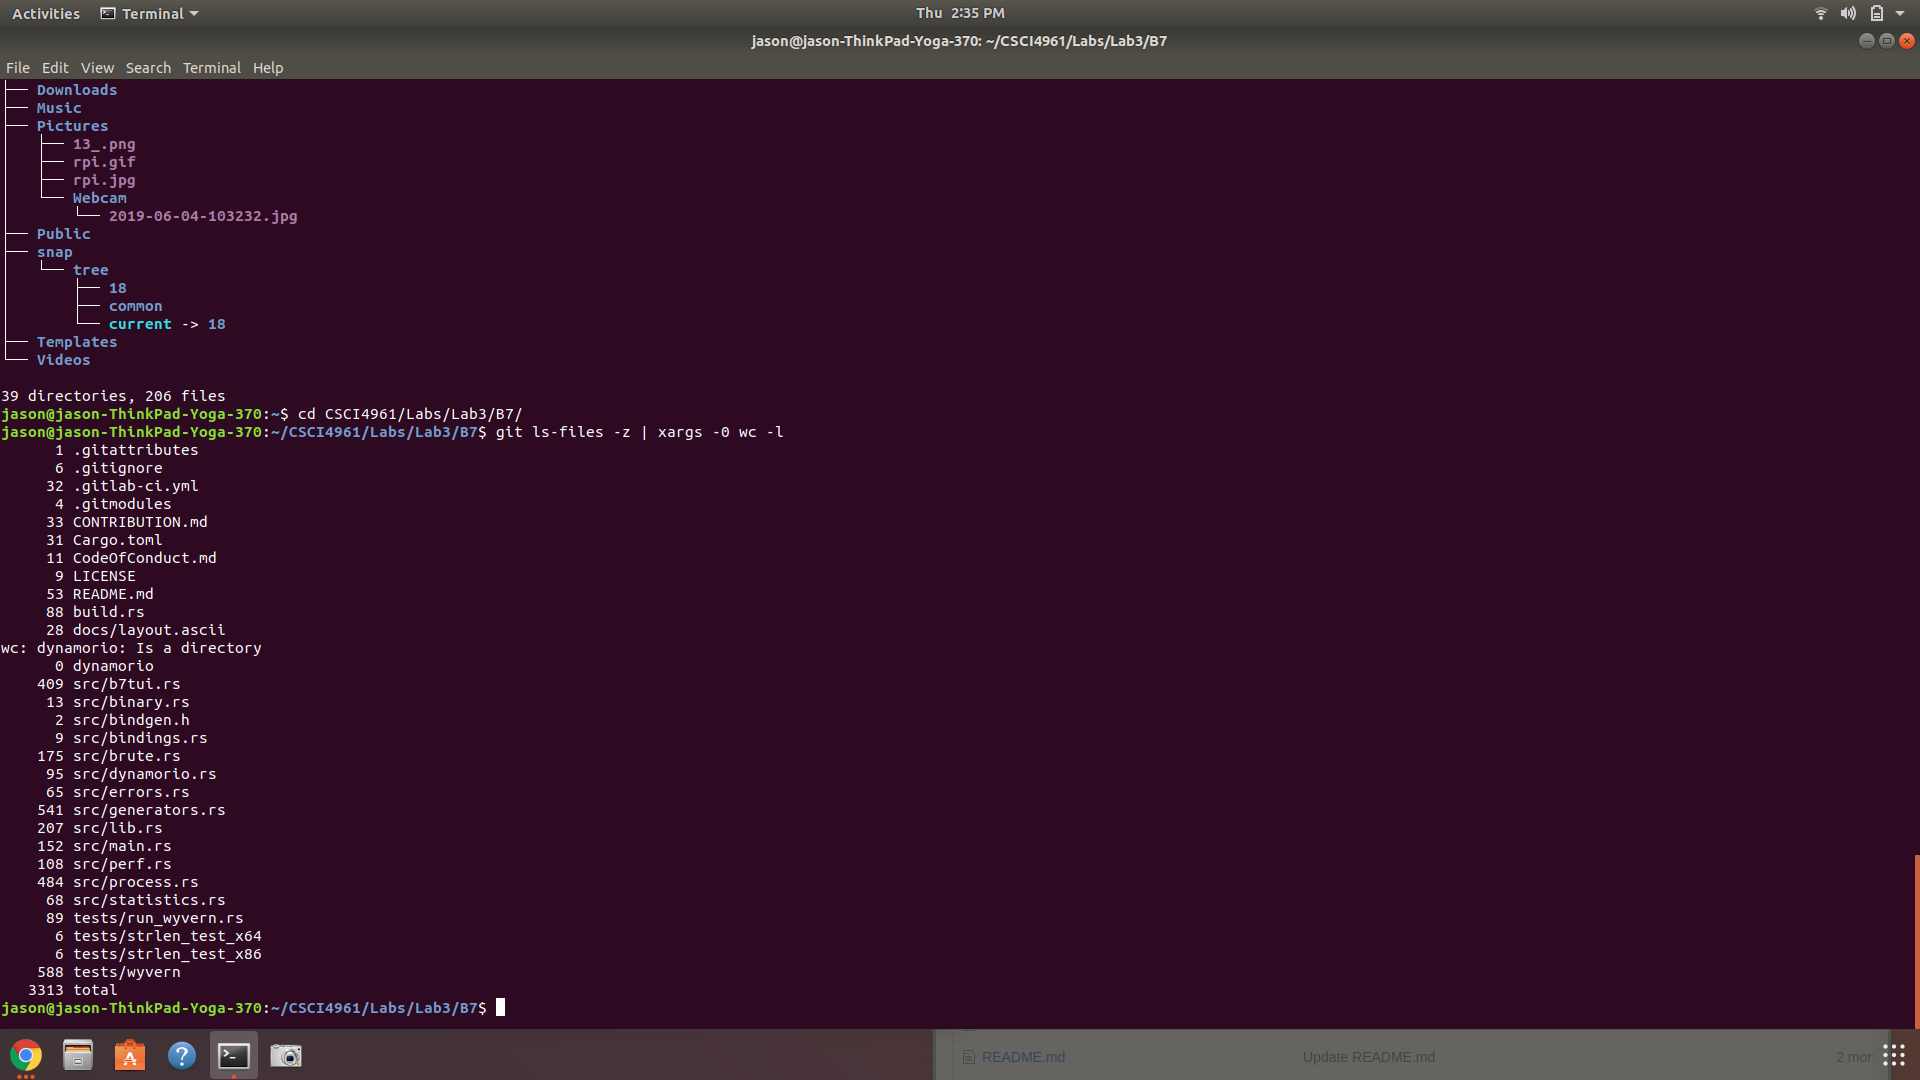 Activities Terminal Thu 2:35 PM
jason@jason-ThinkPad-Yoga-370: ~/CSCI4961/Labs/Lab3/B7
File Edit View Search Terminal Help
├── Downloads
├── Music
├── Pictures
│   ├── 13_.png
│   ├── rpi.gif
│   ├── rpi.jpg
│   └── Webcam
│       └── 2019-06-04-103232.jpg
├── Public
├── snap
│   └── tree
│       ├── 18
│       ├── common
│       └── current -> 18
├── Templates
└── Videos
39 directories, 206 files
jason@jason-ThinkPad-Yoga-370:~$ cd CSCI4961/Labs/Lab3/B7/
jason@jason-ThinkPad-Yoga-370:~/CSCI4961/Labs/Lab3/B7$ git ls-files -z | xargs -0 wc -l
1 .gitattributes
6 .gitignore
32 .gitlab-ci.yml
4 .gitmodules
33 CONTRIBUTION.md
31 Cargo.toml
11 CodeOfConduct.md
9 LICENSE
53 README.md
88 build.rs
28 docs/layout.ascii
wc: dynamorio: Is a directory
0 dynamorio
409 src/b7tui.rs
13 src/binary.rs
2 src/bindgen.h
9 src/bindings.rs
175 src/brute.rs
95 src/dynamorio.rs
65 src/errors.rs
541 src/generators.rs
207 src/lib.rs
152 src/main.rs
108 src/perf.rs
484 src/process.rs
68 src/statistics.rs
89 tests/run_wyvern.rs
6 tests/strlen_test_x64
6 tests/strlen_test_x86
588 tests/wyvern
3313 total
jason@jason-ThinkPad-Yoga-370:~/CSCI4961/Labs/Lab3/B7$
README.md Update README.md 2 mon